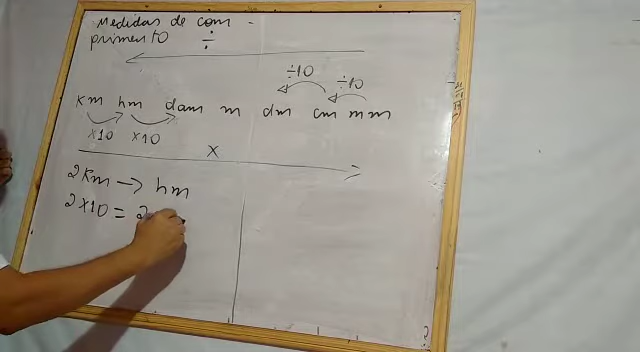 Medidas de com -
primento ÷
÷10 ÷10
Km hm dam m dm cm mm
x10 x10
x
2Km → hm
2x10 = 2